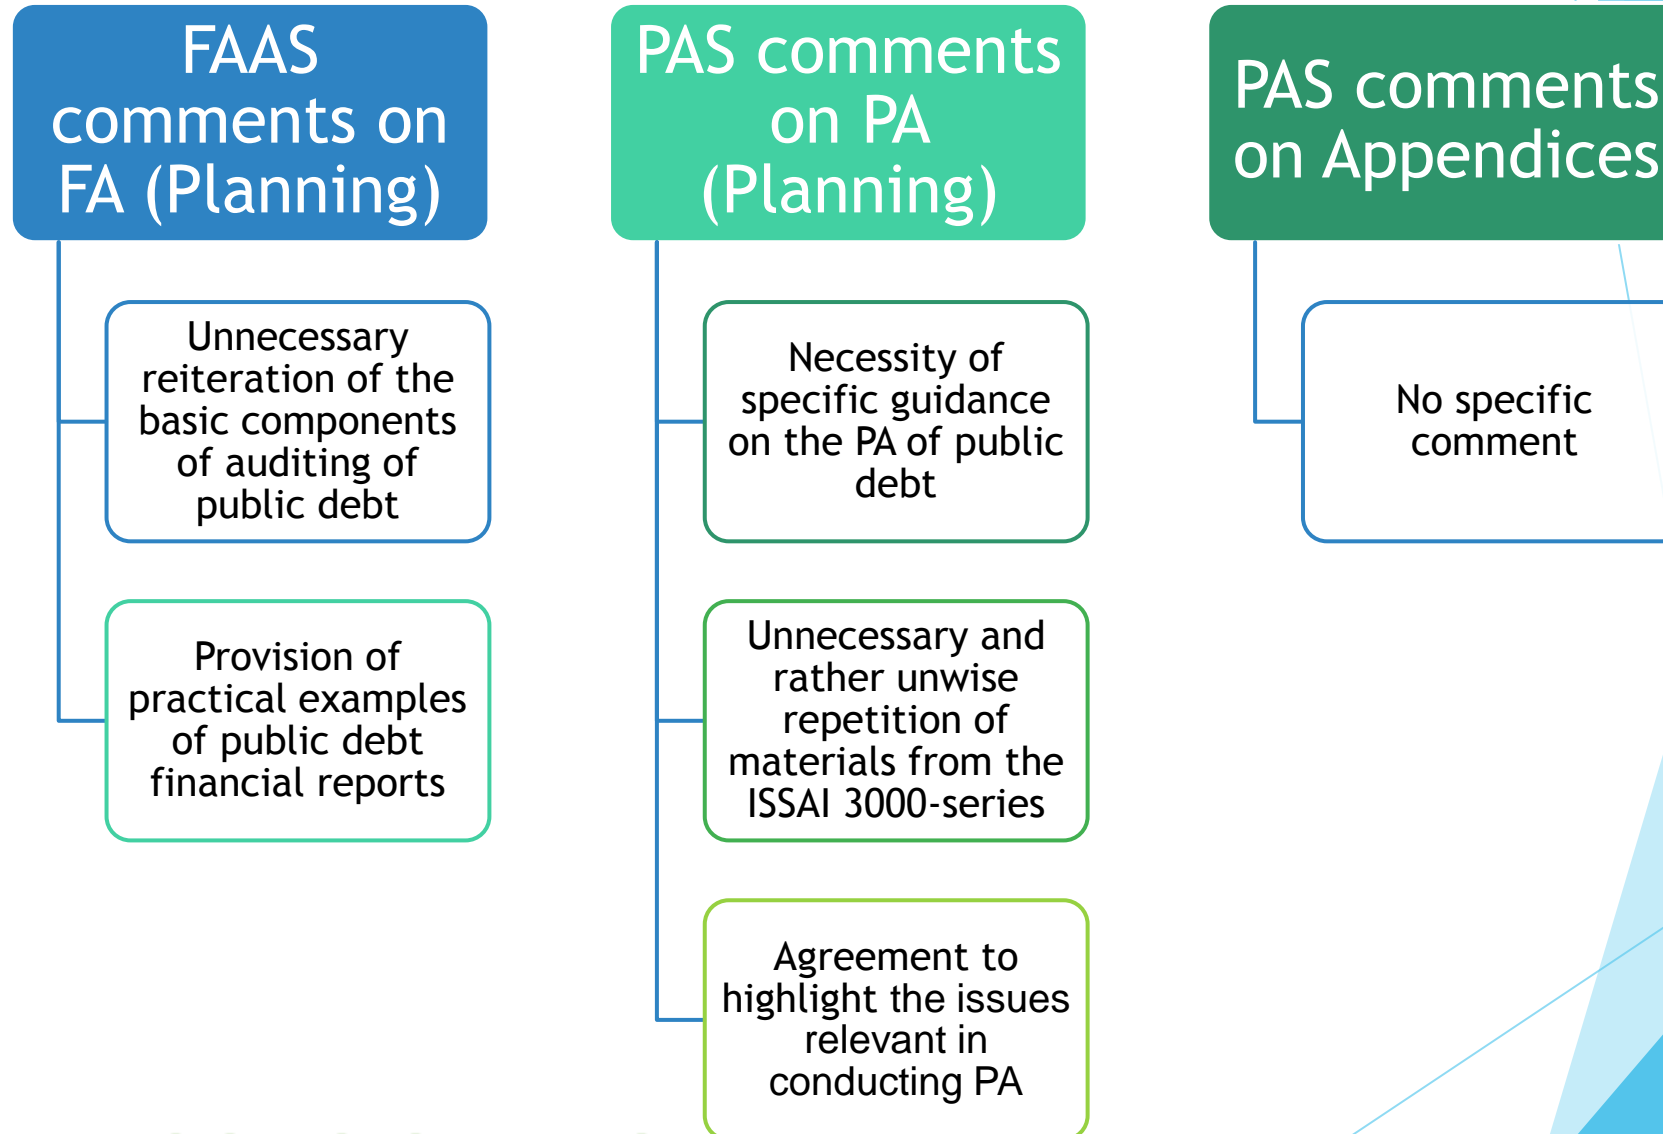 FAAS
comments on
FA (Planning)
Unnecessary
reiteration of the
basic components
of auditing of
public debt
Provision of
practical examples
of public debt
financial reports
PAS comments
on PA
(Planning)
Necessity of
specific guidance
on the PA of public
debt
Unnecessary and
rather unwise
repetition of
materials from the
ISSAI 3000-series
Agreement to
highlight the issues
relevant in
conducting PA
PAS comments
on Appendices
No specific
comment